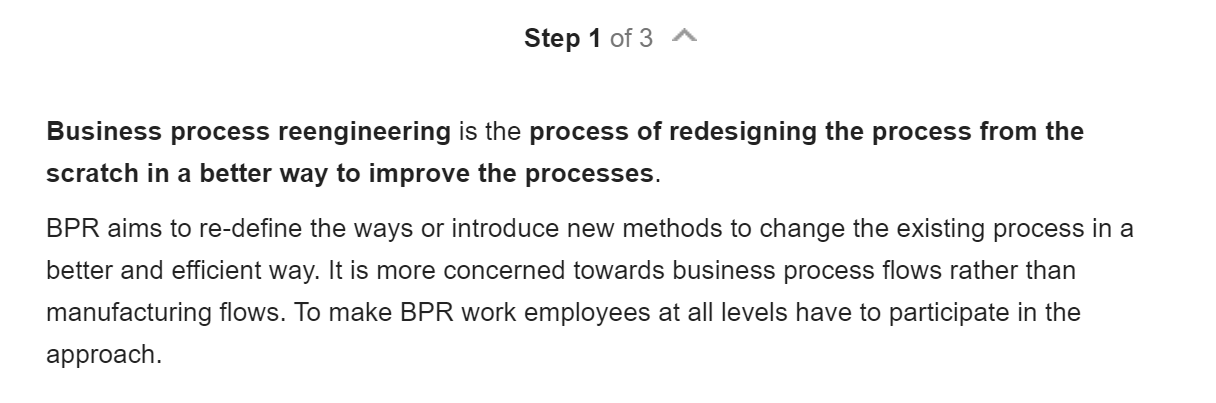 Step 1 of 3
Business process reengineering is the process of redesigning the process from the
scratch in a better way to improve the processes.
BPR aims to re-define the ways or introduce new methods to change the existing process in a
better and efficient way. It is more concerned towards business process flows rather than
manufacturing flows. To make BPR work employees at all levels have to participate in the
approach.